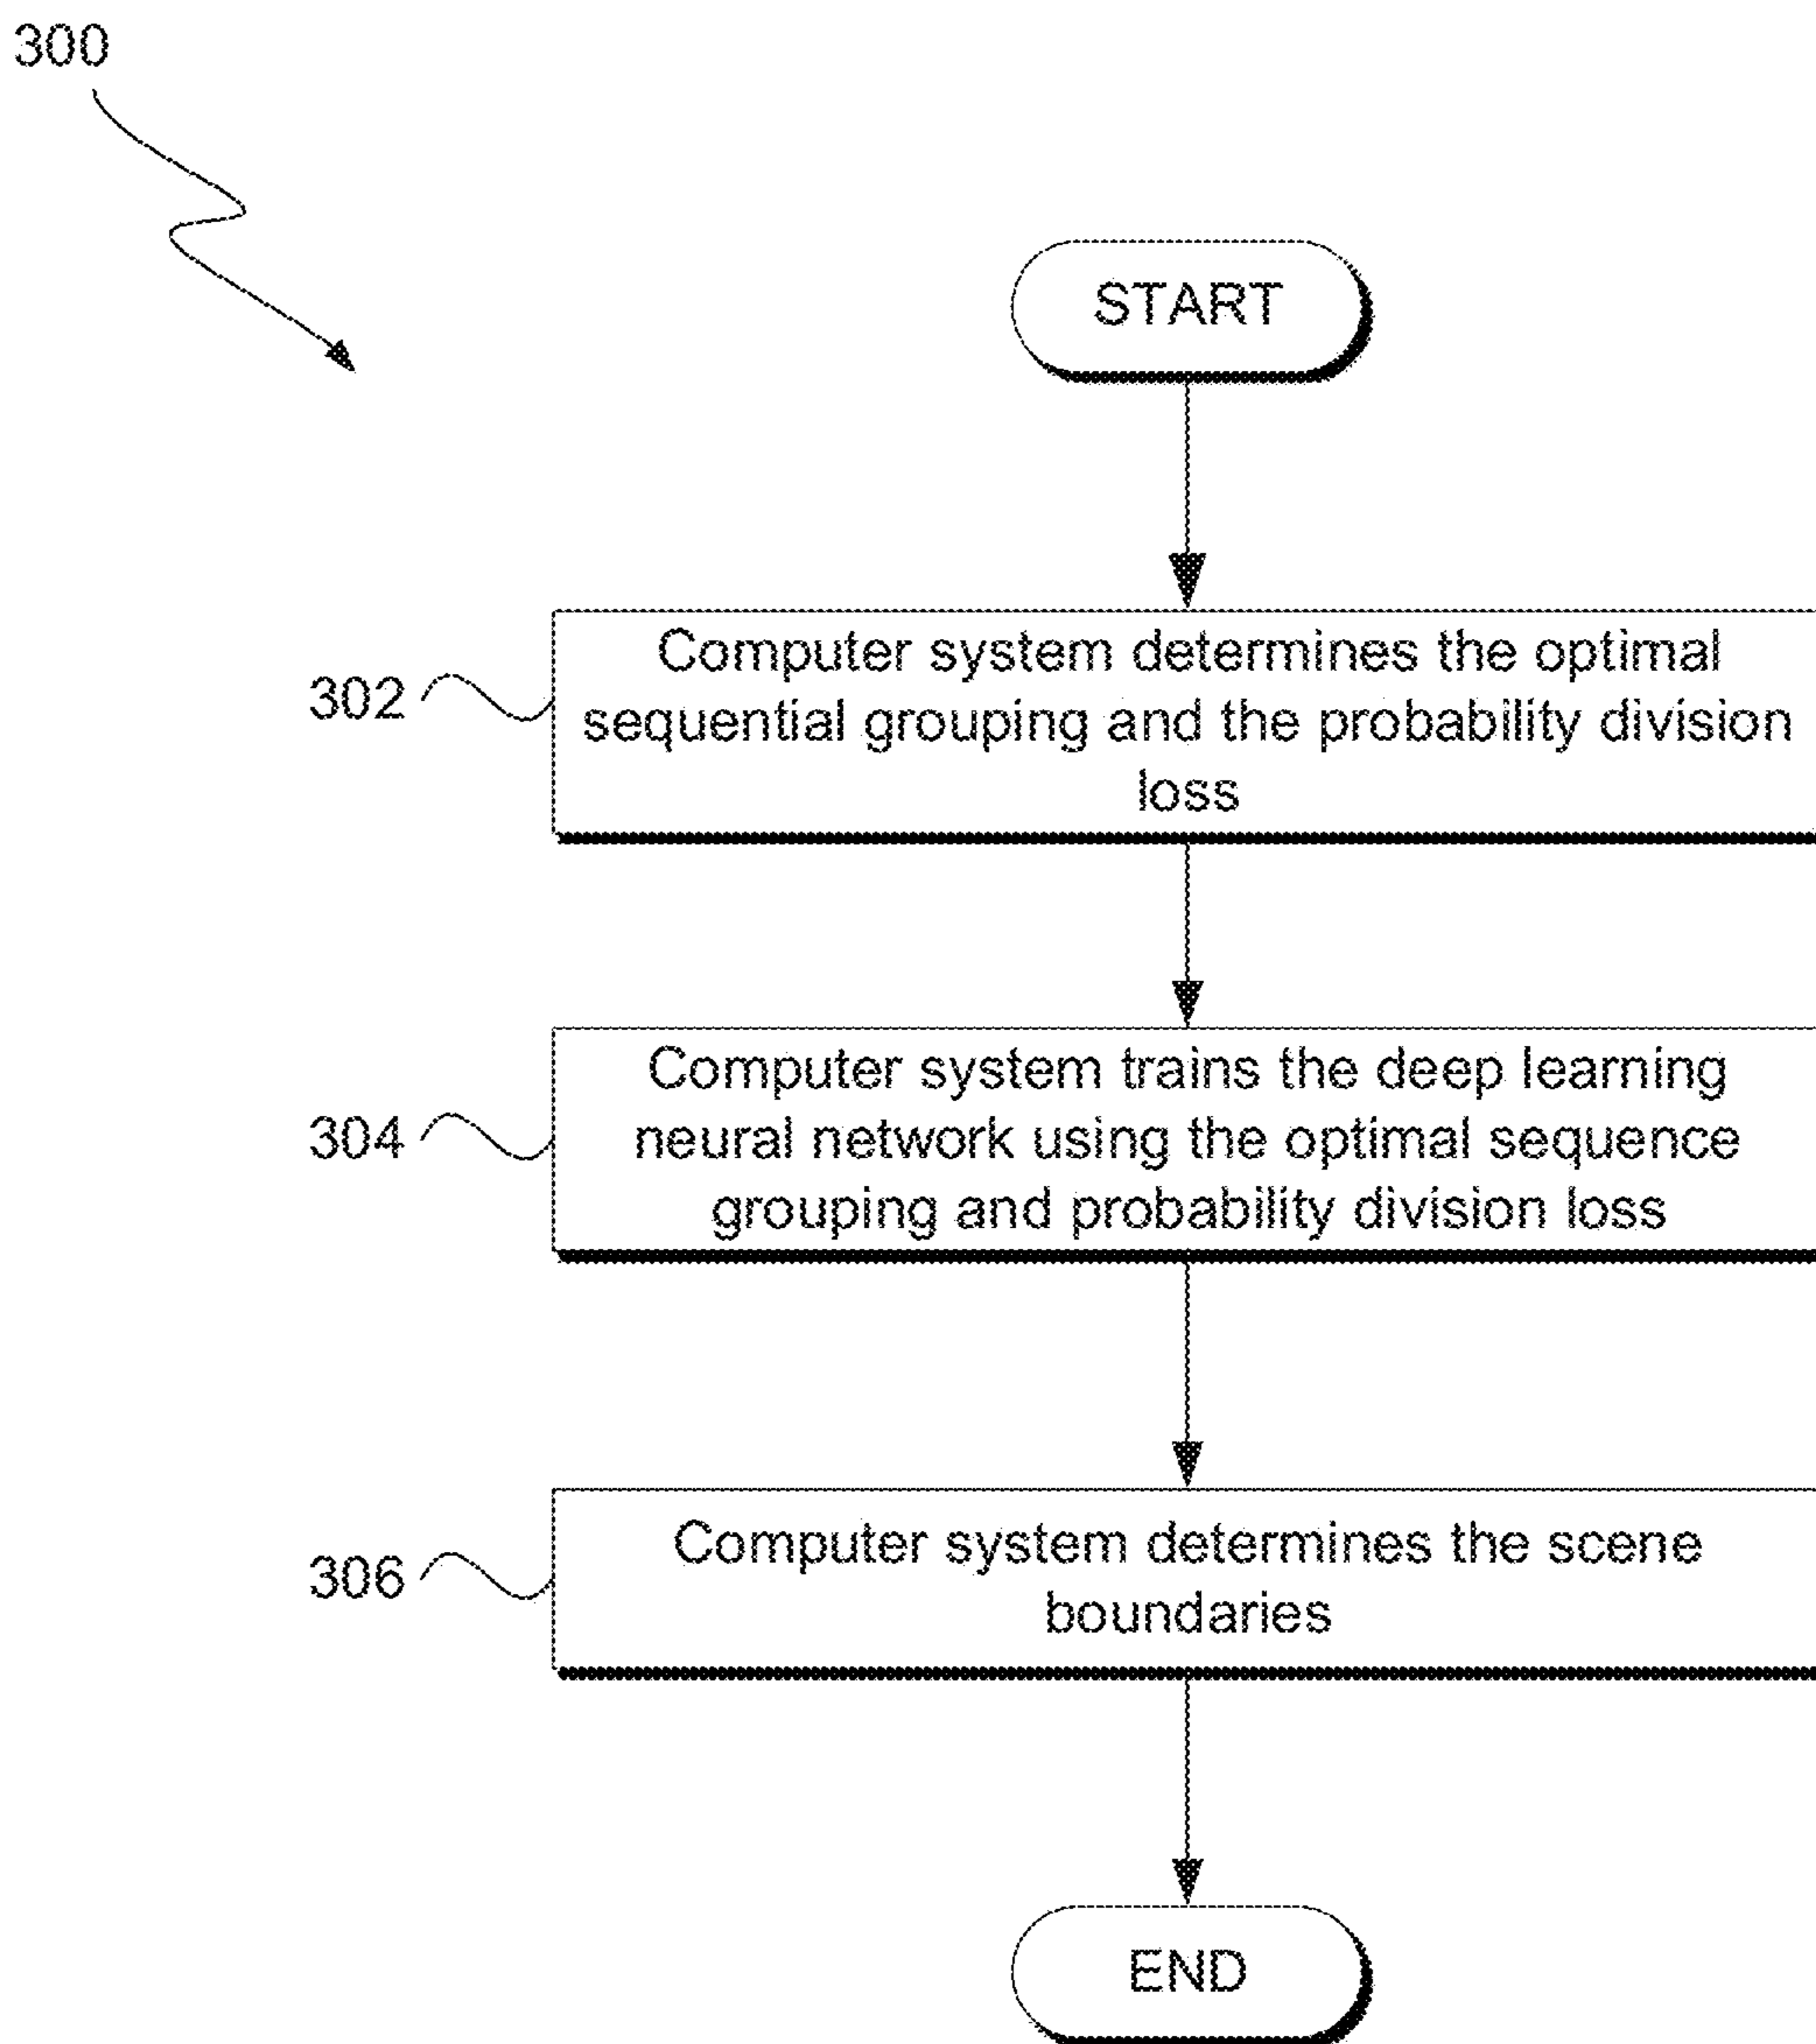 300
START
302
Computer system determines the optimal
sequential grouping and the probability division
loss
304
Computer system trains the deep learning
neural network using the optimal sequence
grouping and probability division loss
306
Computer system determines the scene
boundaries
END